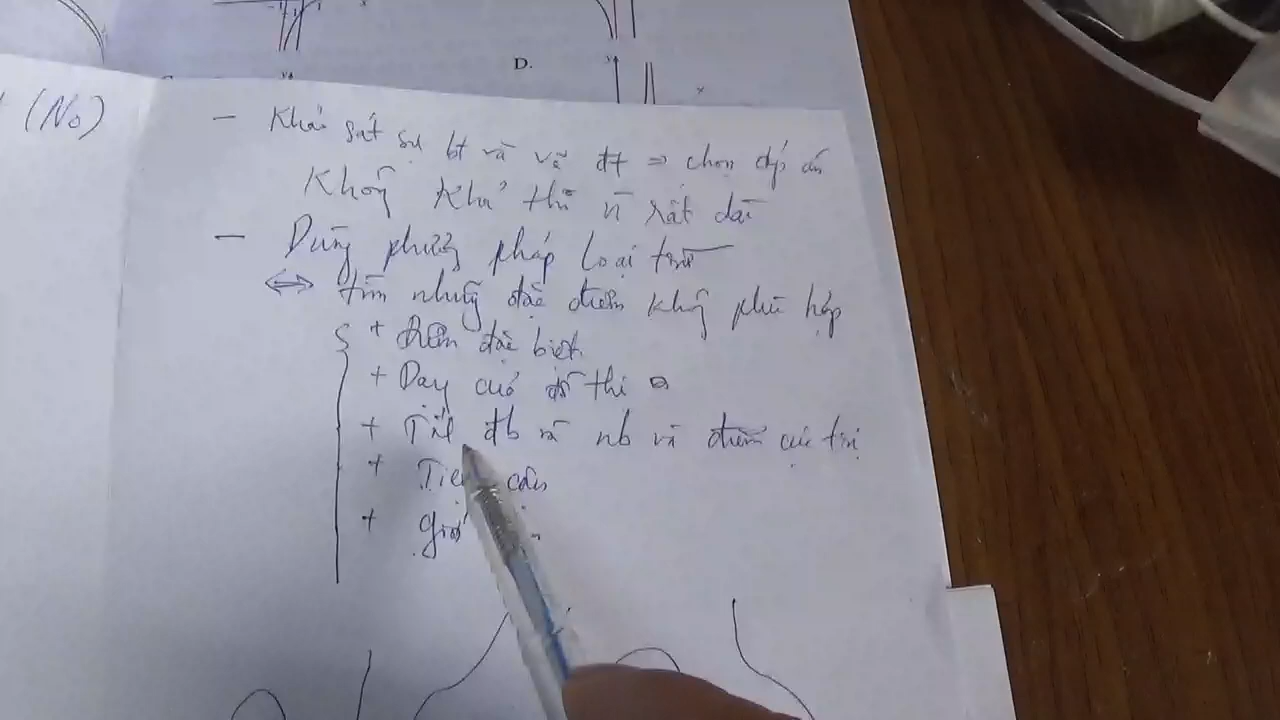 D.
(No)
- Khảo sát sự bt và vẽ đt => chọn đáp án
Không khả thi vì rất dài
- Dùng phương pháp loại trừ
<=> tìm những đặc điểm không phù hợp
+ Điểm đặc biệt
+ Dạng của đồ thị
+ Tính đb và nb và điểm cực trị
+ Tiệm cận
+ giới